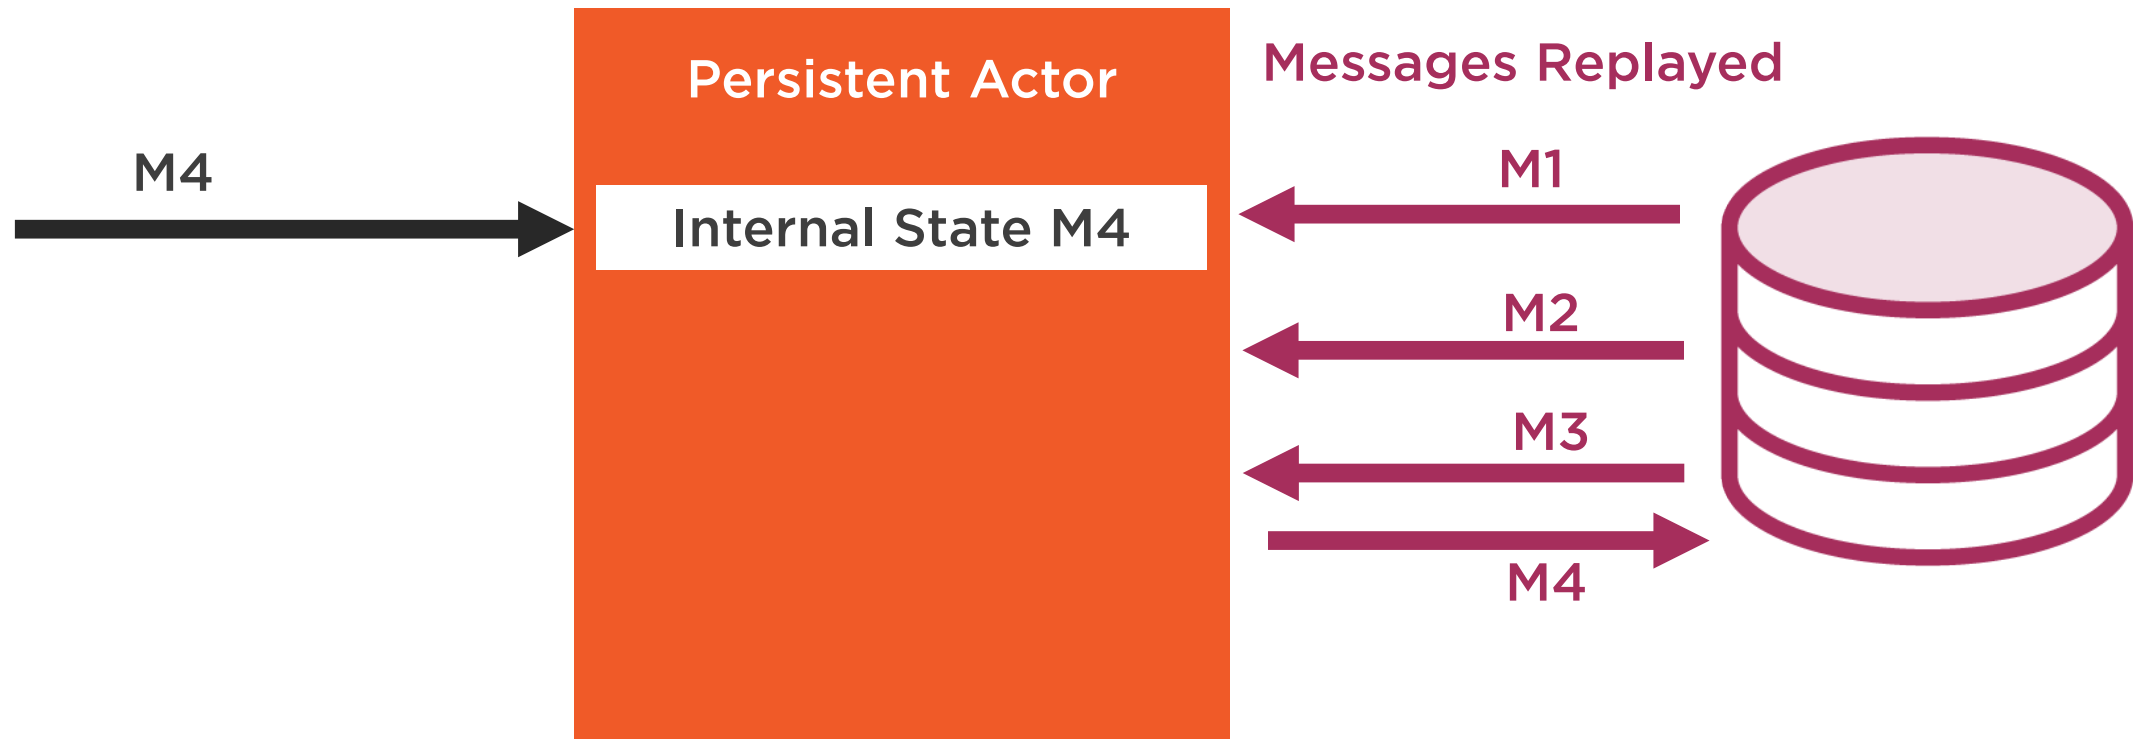 Persistent Actor
Messages Replayed
M4
Internal State M4
M1
M2
M3
M4